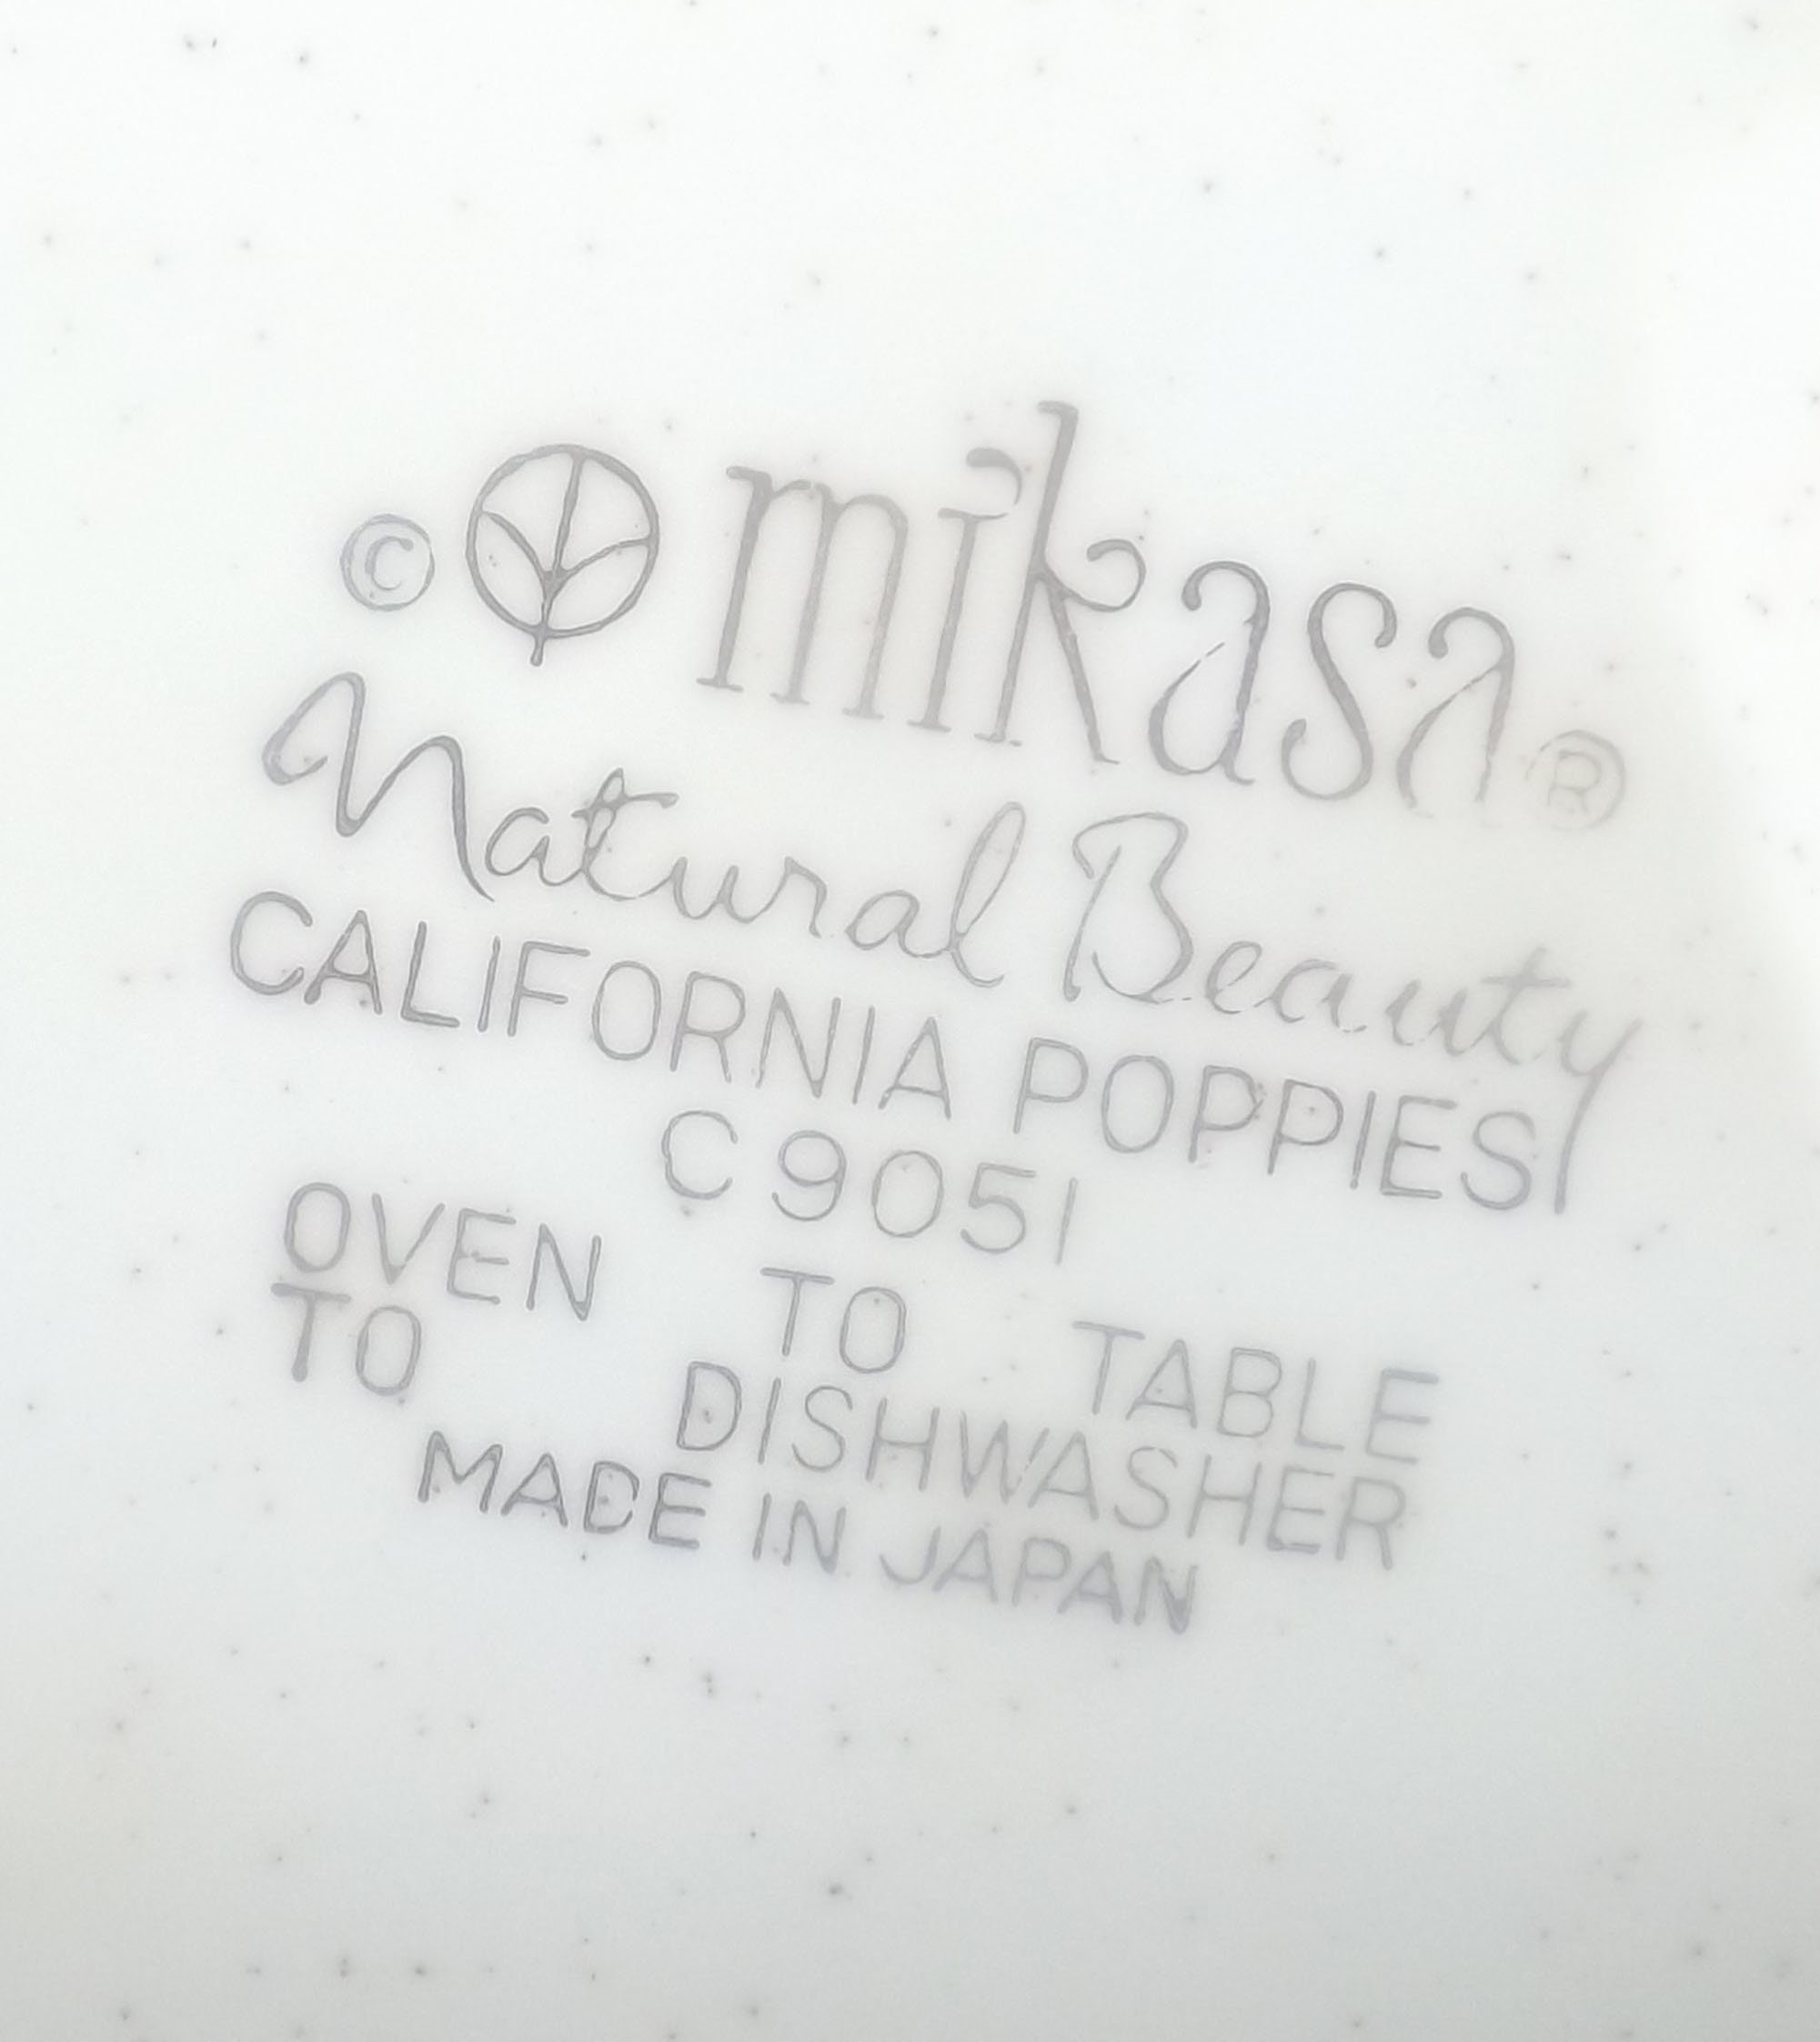 © mikasa ®
Natural Beauty
CALIFORNIA POPPIES
C9051
OVEN TO TABLE
TO DISHWASHER
MADE IN JAPAN